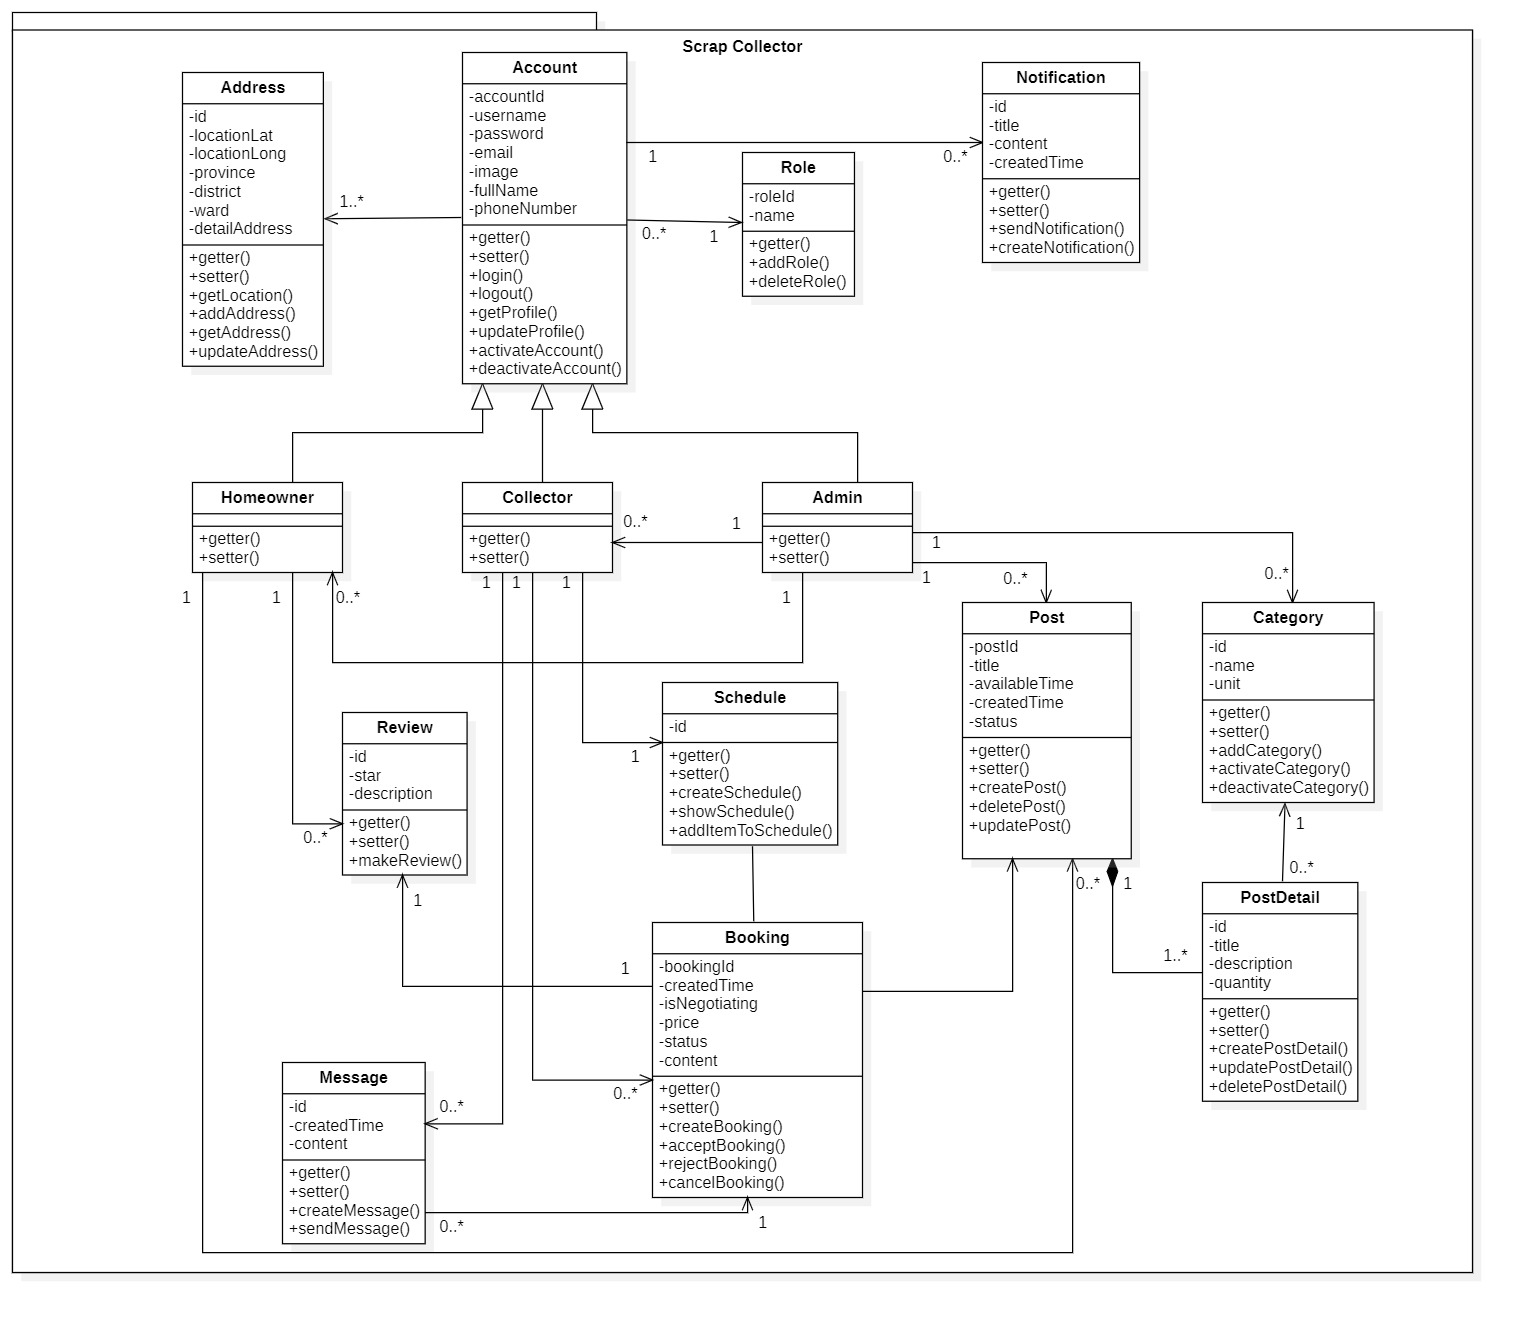 Scrap Collector
Address
-id
-locationLat
-locationLong
-province
-district
-ward
-detailAddress
+getter()
+setter()
+getLocation()
+addAddress()
+getAddress()
+updateAddress()
1..*
Account
-accountId
-username
-password
-email
-image
-fullName
-phoneNumber
+getter()
+setter()
+login()
+logout()
+getProfile()
+updateProfile()
+activateAccount()
+deactivateAccount()
1
0..*
0..*
1
Role
-roleId
-name
+getter()
+addRole()
+deleteRole()
Notification
-id
-title
-content
-createdTime
+getter()
+setter()
+sendNotification()
+createNotification()
Homeowner
+getter()
+setter()
1
1
0..*
Collector
+getter()
+setter()
1
1
1
0..*
1
Admin
+getter()
+setter()
1
1
1
0..*
0..*
Post
-postId
-title
-availableTime
-createdTime
-status
+getter()
+setter()
+createPost()
+deletePost()
+updatePost()
0..*
1
Category
-id
-name
-unit
+getter()
+setter()
+addCategory()
+activateCategory()
+deactivateCategory()
1
0..*
Review
-id
-star
-description
+getter()
+setter()
+makeReview()
0..*
1
Schedule
-id
+getter()
+setter()
+createSchedule()
+showSchedule()
+addItemToSchedule()
1
PostDetail
-id
-title
-description
-quantity
+getter()
+setter()
+createPostDetail()
+updatePostDetail()
+deletePostDetail()
1..*
Booking
-bookingId
-createdTime
-isNegotiating
-price
-status
-content
+getter()
+setter()
+createBooking()
+acceptBooking()
+rejectBooking()
+cancelBooking()
1
0..*
1
Message
-id
-createdTime
-content
+getter()
+setter()
+createMessage()
+sendMessage()
0..*
0..*